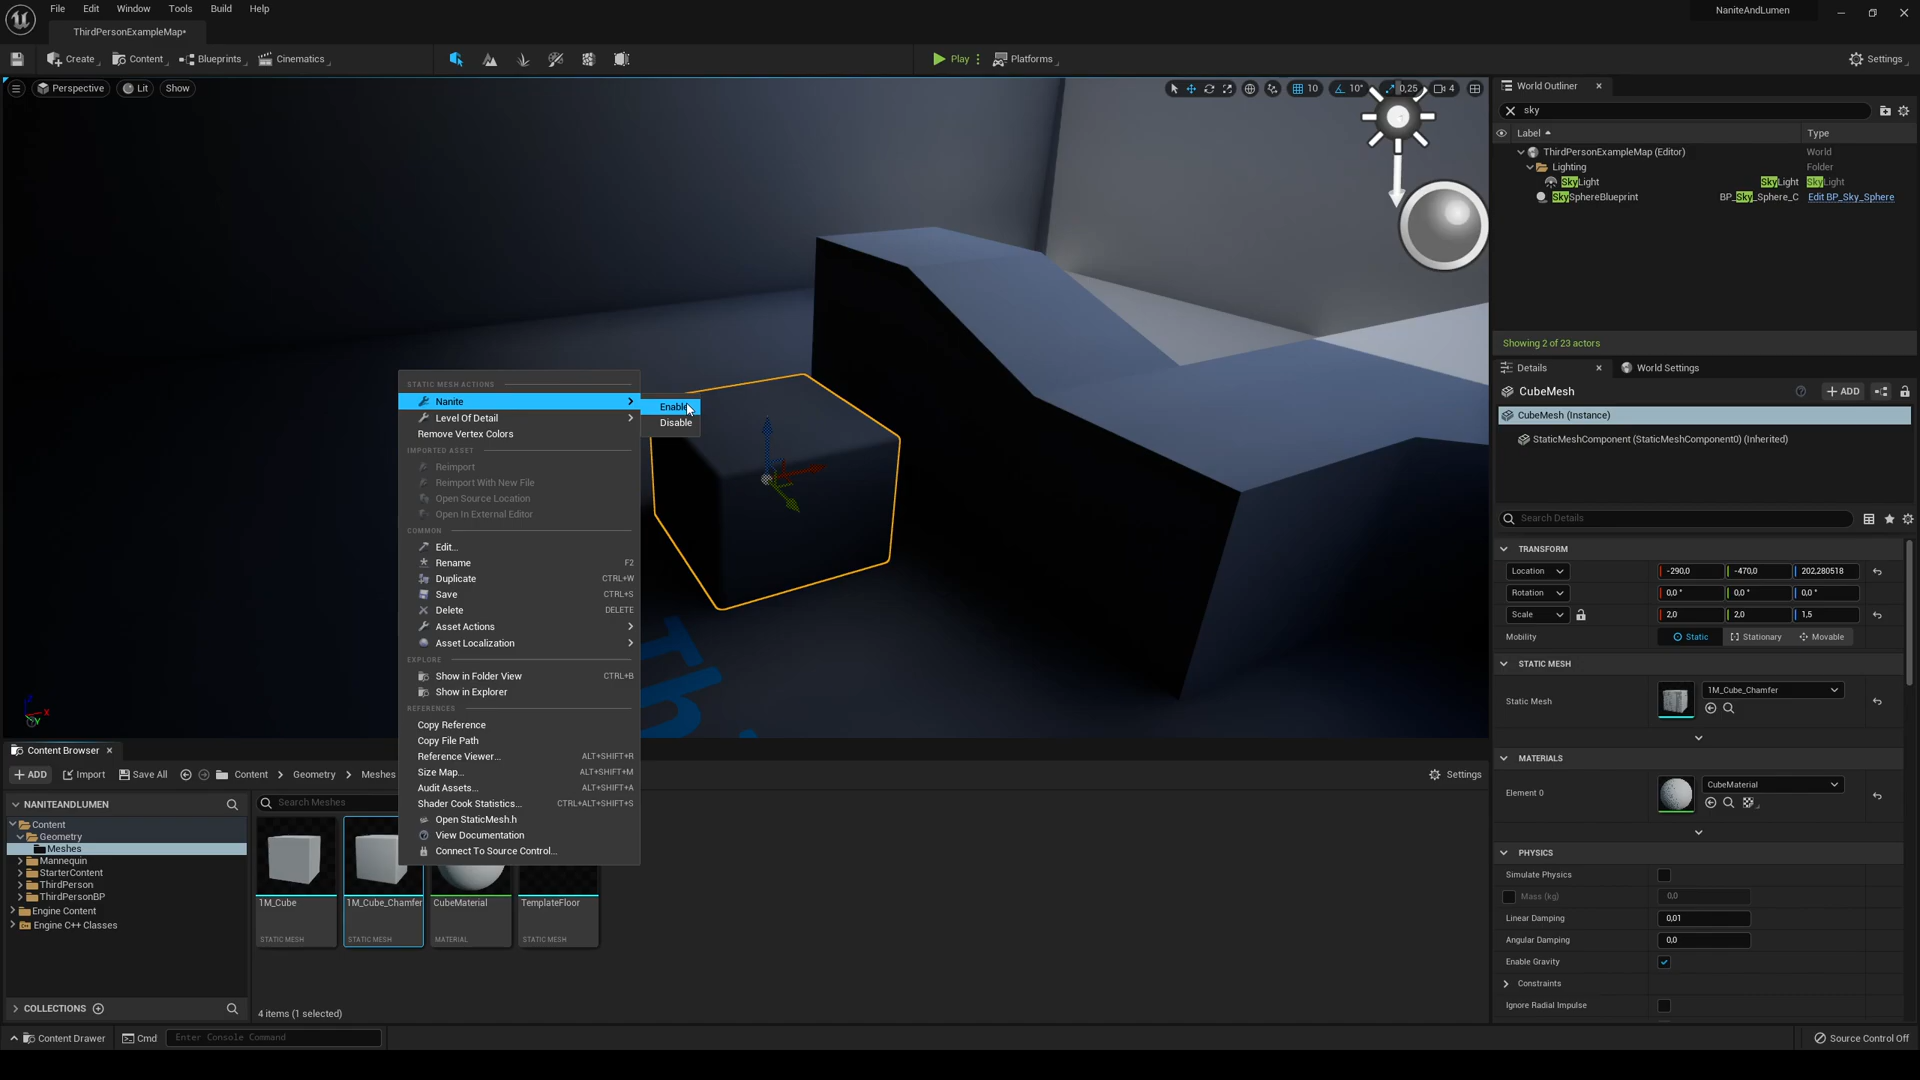 File Edit Window Tools Build Help
NaniteAndLumen
ThirdPersonExampleMap*
Create Content Blueprints Cinematics
Play Platforms
Settings
Perspective Lit Show
10 10° 0,25 4
World Outliner
sky
Label Type
ThirdPersonExampleMap (Editor) World
Lighting Folder
SkyLight SkyLight SkyLight
SkySphereBlueprint BP_Sky_Sphere_C Edit BP_Sky_Sphere
Showing 2 of 23 actors
Details World Settings
CubeMesh ADD
CubeMesh (Instance)
StaticMeshComponent (StaticMeshComponent0) (Inherited)
Search Details
TRANSFORM
Location -290,0 -470,0 202,280518
Rotation 0,0 ° 0,0 ° 0,0 °
Scale 2,0 2,0 1,5
Mobility Static Stationary Movable
STATIC MESH
Static Mesh 1M_Cube_Chamfer
MATERIALS
Element 0 CubeMaterial
PHYSICS
Simulate Physics
Mass (kg) 0,0
Linear Damping 0,01
Angular Damping 0,0
Enable Gravity
Constraints
Ignore Radial Impulse
STATIC MESH ACTIONS
Nanite
Enable
Disable
Level Of Detail
Remove Vertex Colors
IMPORTED ASSET
Reimport
Reimport With New File
Open Source Location
Open In External Editor
COMMON
Edit...
Rename F2
Duplicate CTRL+W
Save CTRL+S
Delete DELETE
Asset Actions
Asset Localization
EXPLORE
Show in Folder View CTRL+B
Show in Explorer
REFERENCES
Copy Reference
Copy File Path
Reference Viewer... ALT+SHIFT+R
Size Map... ALT+SHIFT+M
Audit Assets... ALT+SHIFT+A
Shader Cook Statistics... CTRL+ALT+SHIFT+S
Open StaticMesh.h
View Documentation
Connect To Source Control...
Th
X
Y
Content Browser
ADD Import Save All Content Geometry Meshes
Settings
NANITEANDLUMEN
Search Meshes
Content
Geometry
Meshes
Mannequin
StarterContent
ThirdPerson
ThirdPersonBP
Engine Content
Engine C++ Classes
1M_Cube 1M_Cube_Chamfer CubeMaterial TemplateFloor
STATIC MESH STATIC MESH MATERIAL STATIC MESH
COLLECTIONS
4 items (1 selected)
Content Drawer Cmd Enter Console Command
Source Control Off